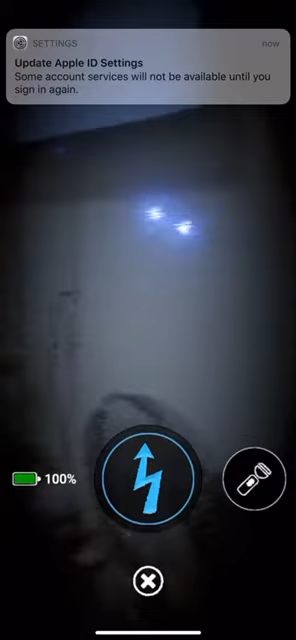 SETTINGS
now
Update Apple ID Settings
Some account services will not be available until you
sign in again.
100%